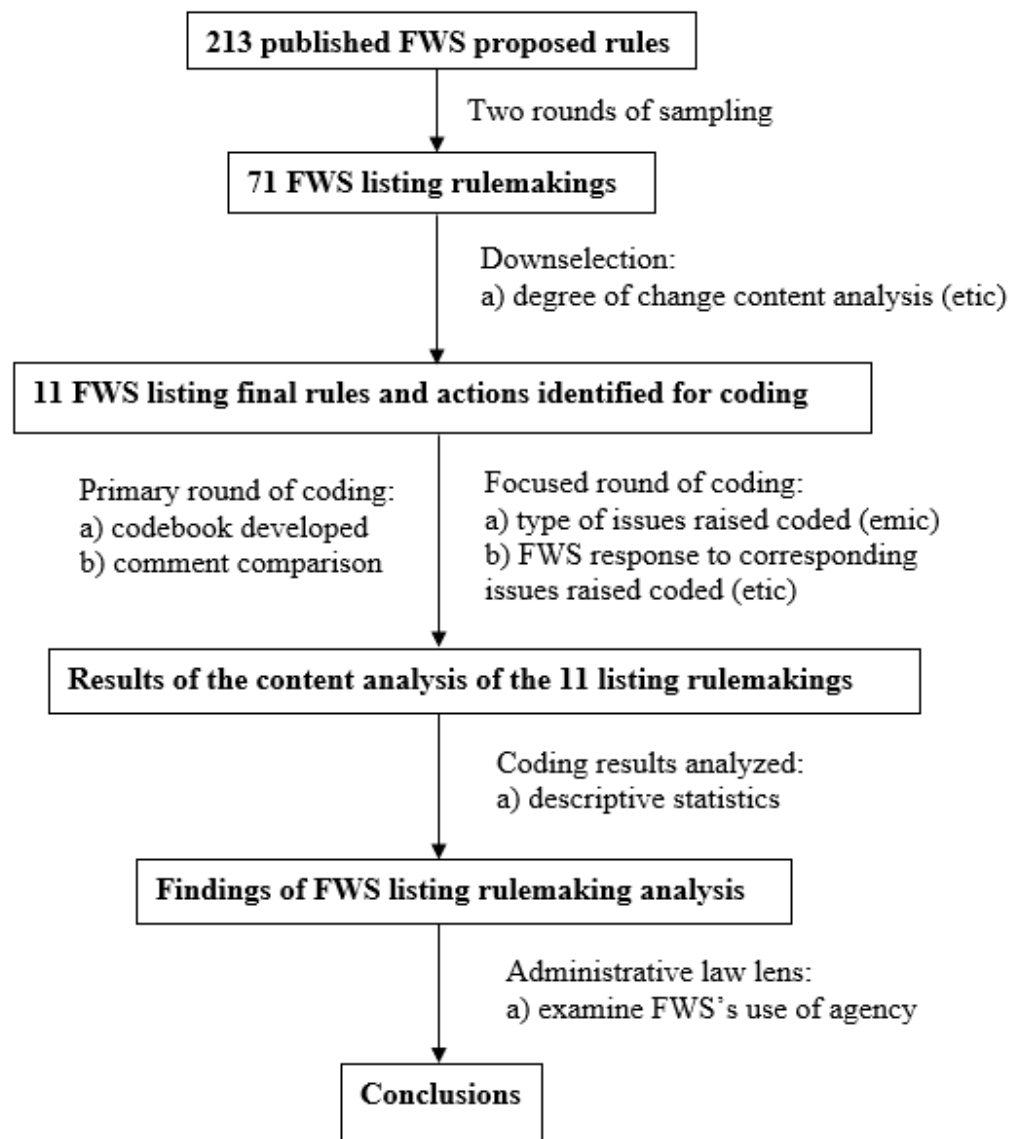 213 published FWS proposed rules
Two rounds of sampling
71 FWS listing rulemakings
Downselection:
a) degree of change content analysis (etic)
11 FWS listing final rules and actions identified for coding
Primary round of coding:
a) codebook developed
b) comment comparison
Focused round of coding:
a) type of issues raised coded (emic)
b) FWS response to corresponding
issues raised coded (etic)
Results of the content analysis of the 11 listing rulemakings
Coding results analyzed:
a) descriptive statistics
Findings of FWS listing rulemaking analysis
Administrative law lens:
a) examine FWS’s use of agency
Conclusions